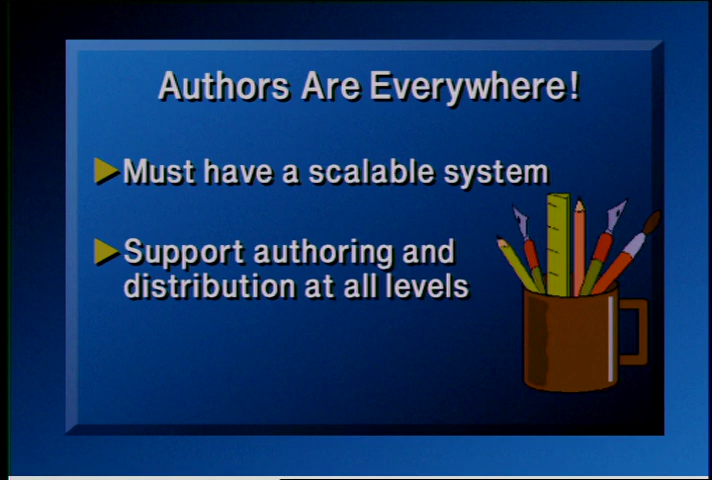 Authors Are Everywhere!
Must have a scalable system
Support authoring and
distribution at all levels